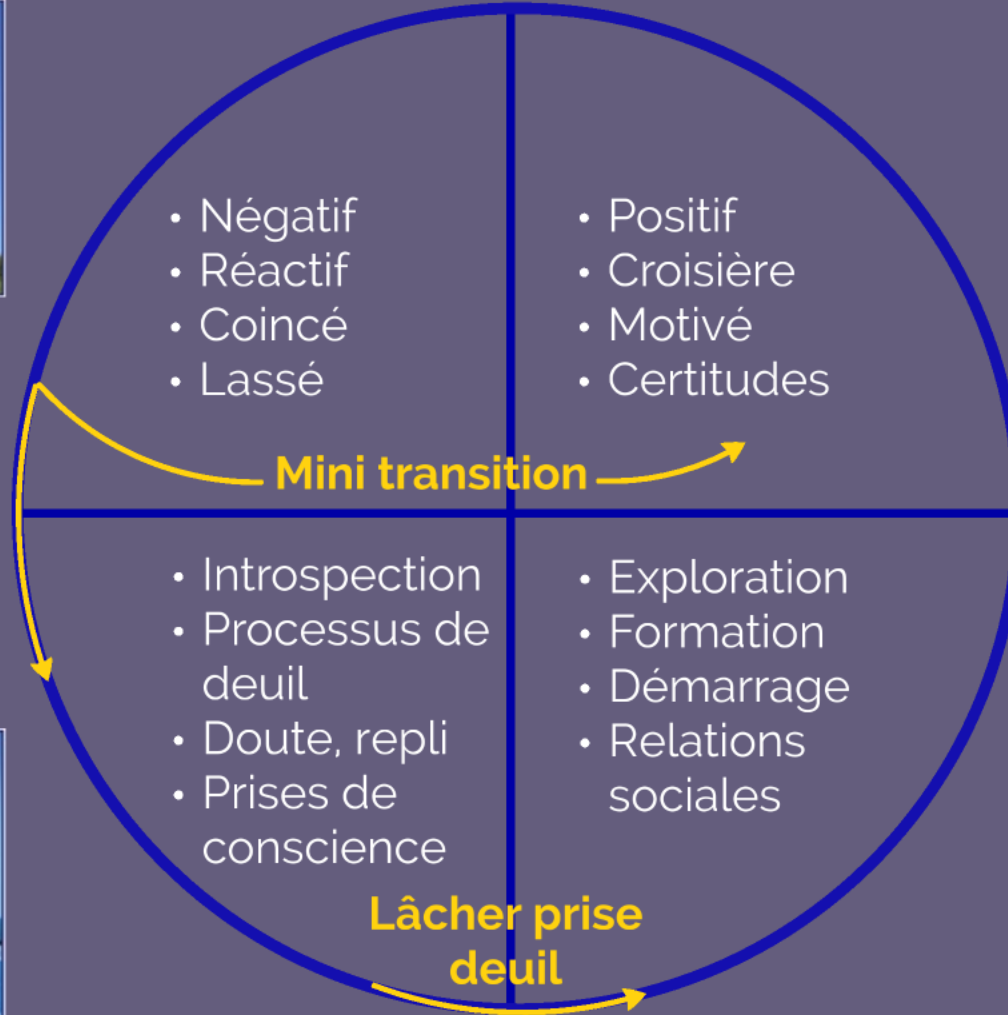 • Négatif
• Réactif
• Coincé
• Lassé
• Positif
• Croisière
• Motivé
• Certitudes
Mini transition
• Introspection
• Processus de
deuil
• Doute, repli
• Prises de
conscience
• Exploration
• Formation
• Démarrage
• Relations
sociales
Lâcher prise
deuil